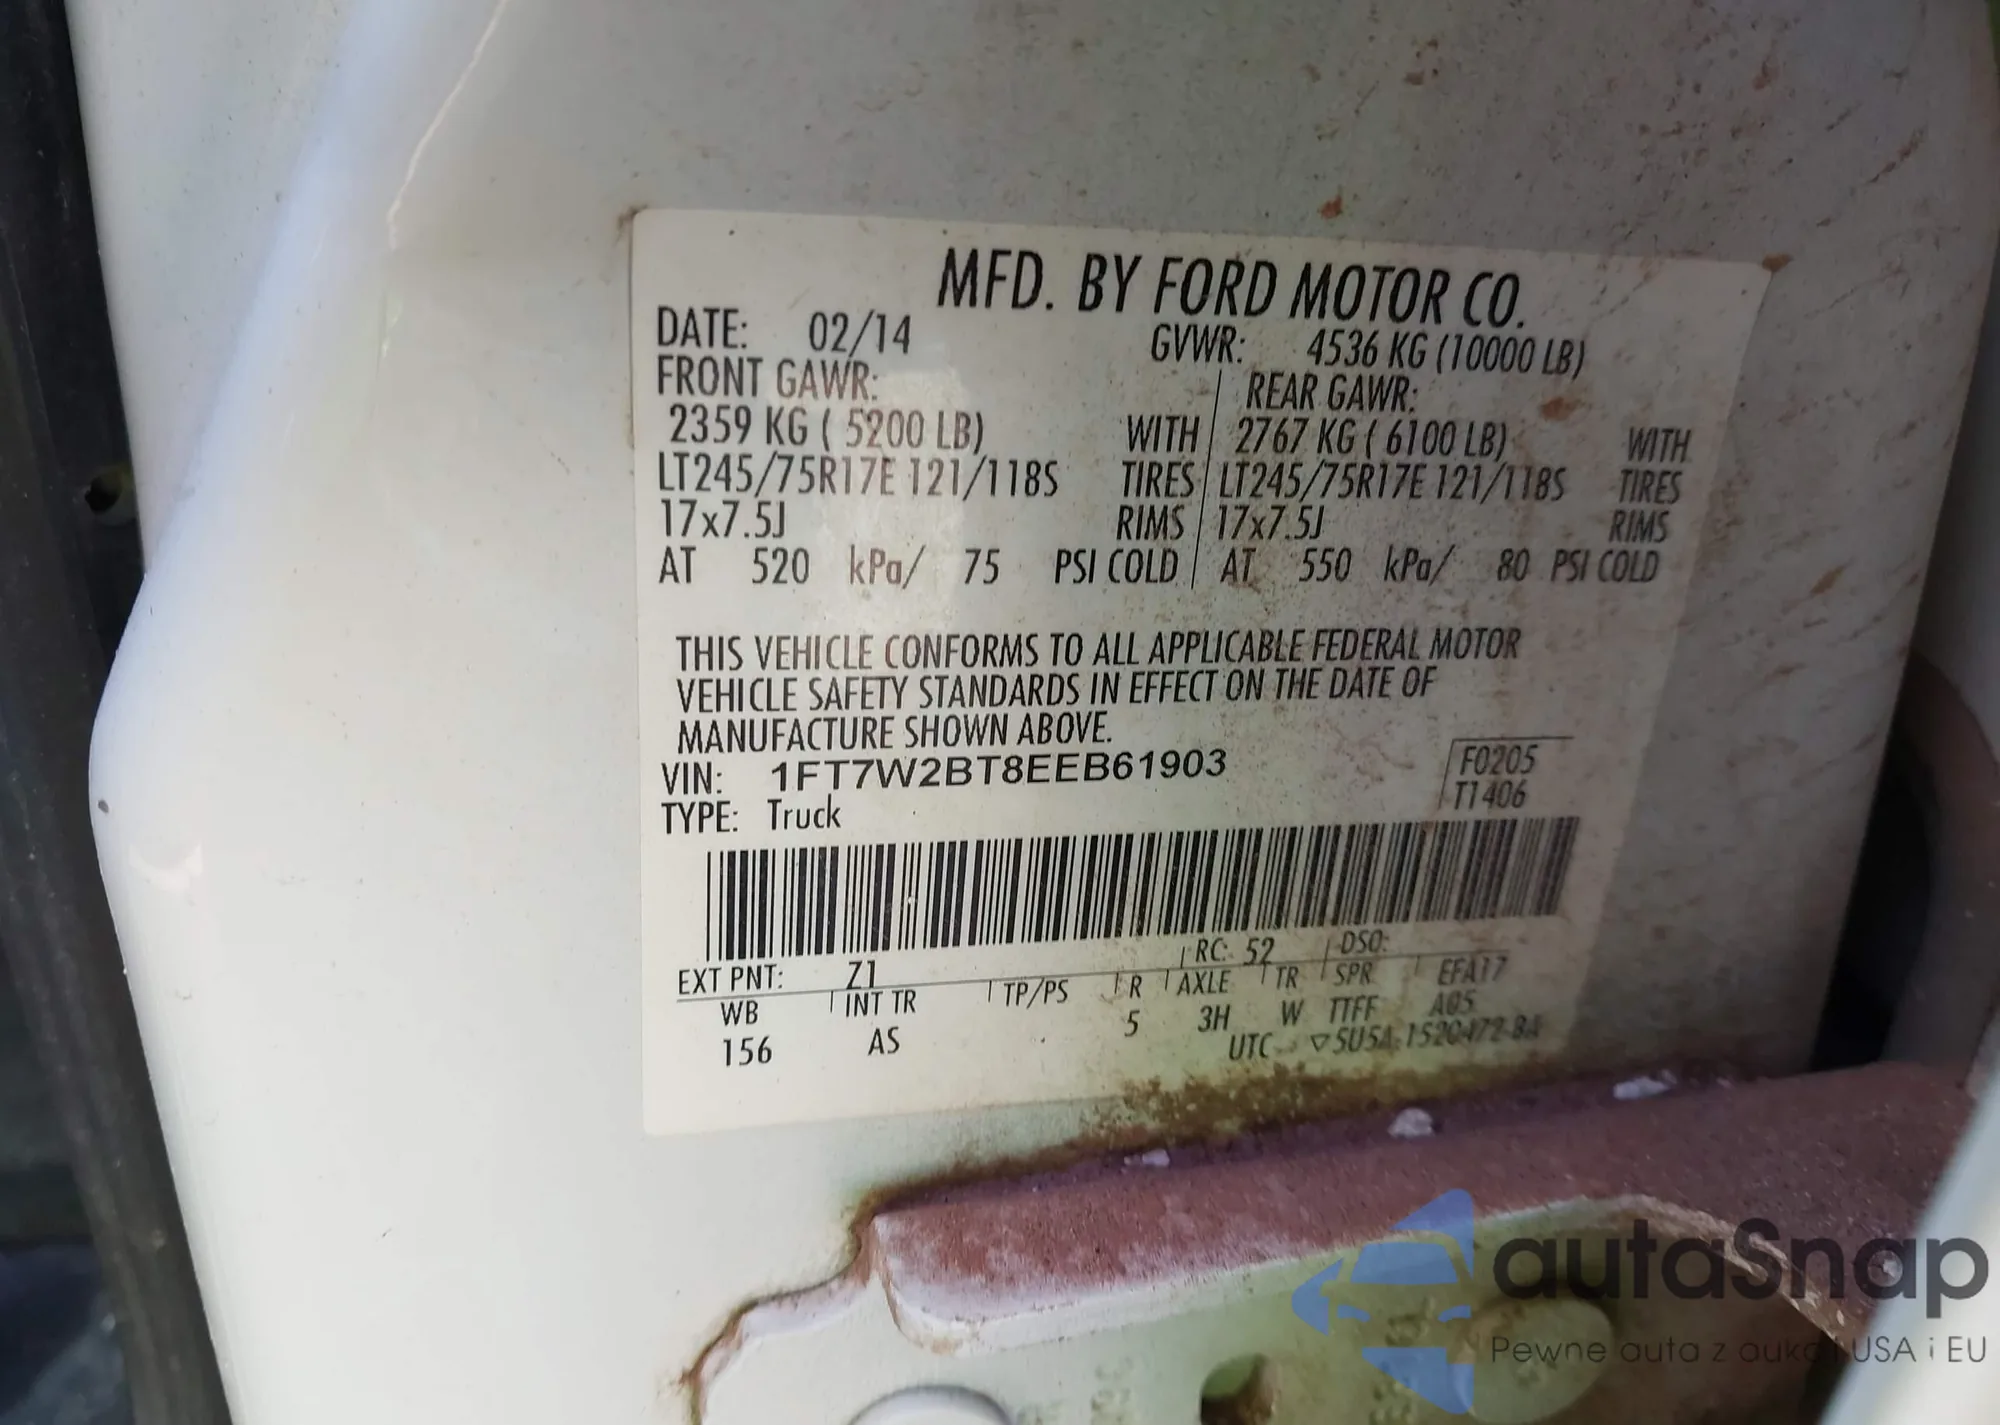 MFD. BY FORD MOTOR CO.
DATE: 02/14 GVWR: 4536 KG (10000 LB)
FRONT GAWR: REAR GAWR:
2359 KG ( 5200 LB) WITH 2767 KG ( 6100 LB) WITH
LT245/75R17E 121/118S TIRES LT245/75R17E 121/118S TIRES
17x7.5J RIMS 17x7.5J RIMS
AT 520 kPa/ 75 PSI COLD AT 550 kPa/ 80 PSI COLD
THIS VEHICLE CONFORMS TO ALL APPLICABLE FEDERAL MOTOR
VEHICLE SAFETY STANDARDS IN EFFECT ON THE DATE OF
MANUFACTURE SHOWN ABOVE.
VIN: 1FT7W2BT8EEB61903 F0205
TYPE: Truck T1406
EXT PNT: Z1 RC: 52 DSO:
WB INT TR TP/PS R AXLE TR SPR EFA17
156 AS 5 3H W TTFF A05
UTC
autaSnap
Pewne auta z USA i EU